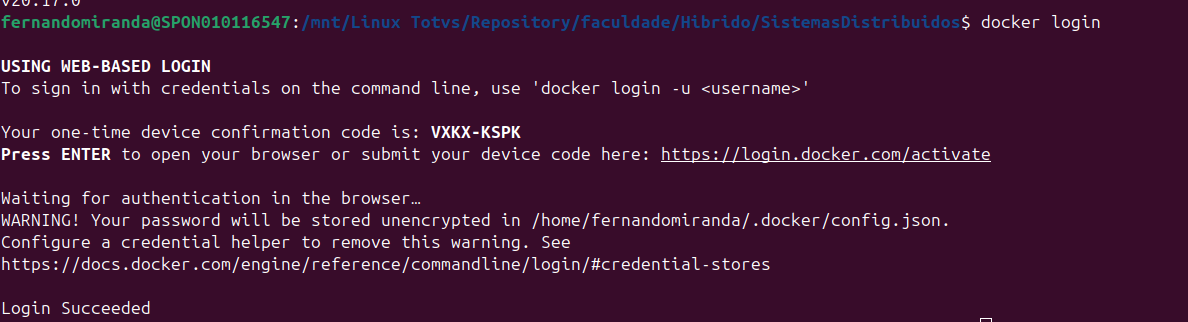 v20.17.0
fernandomiranda@SPON010116547:/mnt/Linux Totvs/Repository/faculdade/Hibrido/SistemasDistribuidos$ docker login
USING WEB-BASED LOGIN
To sign in with credentials on the command line, use 'docker login -u <username>'
Your one-time device confirmation code is: VXKX-KSPK
Press ENTER to open your browser or submit your device code here: https://login.docker.com/activate
Waiting for authentication in the browser…
WARNING! Your password will be stored unencrypted in /home/fernandomiranda/.docker/config.json.
Configure a credential helper to remove this warning. See
https://docs.docker.com/engine/reference/commandline/login/#credential-stores
Login Succeeded